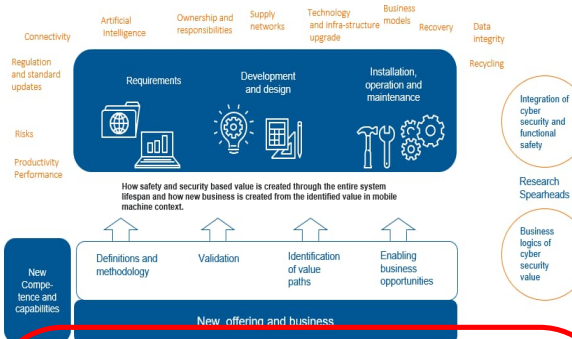 Connectivity
Artificial
Intelligence
Ownership and
responsibilities
Supply
networks
Technology
and infra-structure
upgrade
Business
models
Recovery
Data
integrity
Regulation
and standard
updates
Recycling
Risks
Productivity
Performance
Requirements
Development
and design
Installation,
operation and
maintenance
How safety and security based value is created through the entire system
lifespan and how new business is created from the identified value in mobile
machine context.
Integration of
cyber
security and
functional
safety
Research
Spearheads
Business
logics of
cyber
security
value
New
Compe-
tence and
capabilities
Definitions and
methodology
Validation
Identification
of value
paths
Enabling
business
opportunities
New offering and business